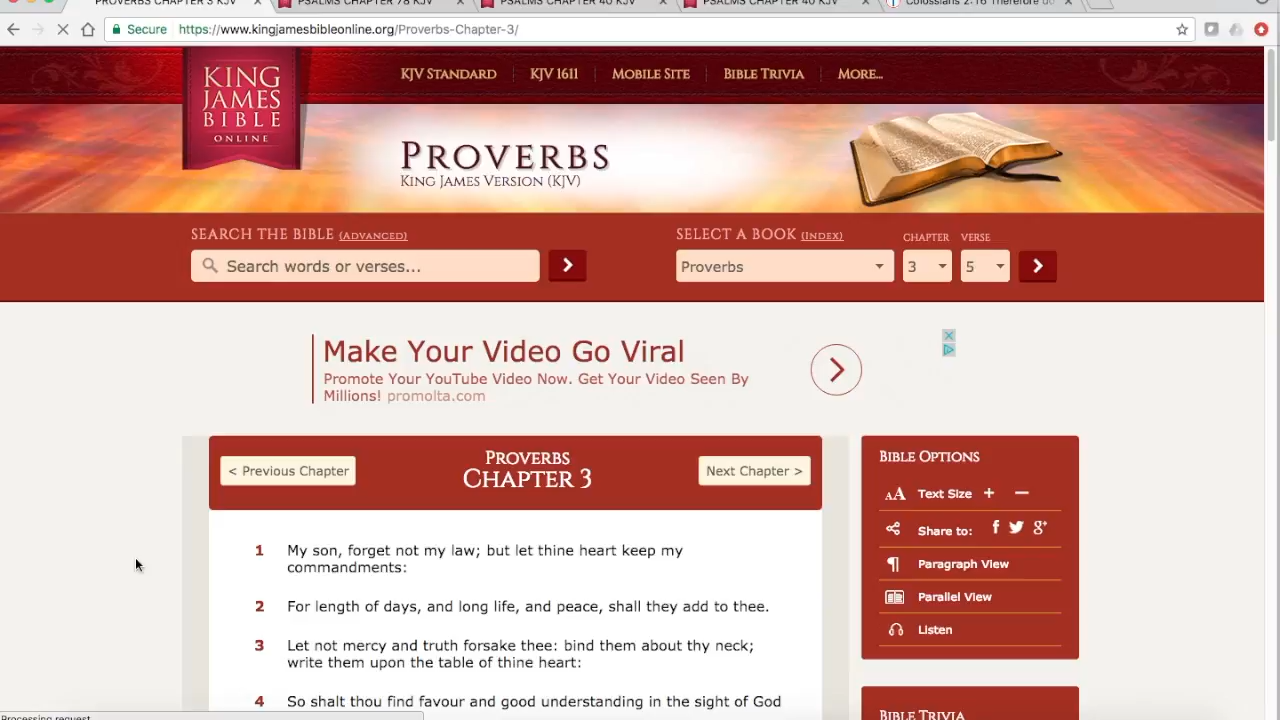 PROVERBS CHAPTER 3 KJV
PSALMS CHAPTER 78 KJV
PSALMS CHAPTER 40 KJV
PSALMS CHAPTER 40 KJV
Colossians 2:16 Therefore do
Secure https://www.kingjamesbibleonline.org/Proverbs-Chapter-3/
KING
JAMES
BIBLE
ONLINE
KJV STANDARD KJV 1611 MOBILE SITE BIBLE TRIVIA MORE...
PROVERBS
KING JAMES VERSION (KJV)
SEARCH THE BIBLE (ADVANCED)
Search words or verses...
SELECT A BOOK (INDEX) CHAPTER VERSE
Proverbs 3 5
Make Your Video Go Viral
Promote Your YouTube Video Now. Get Your Video Seen By
Millions! promolta.com
< Previous Chapter
PROVERBS
CHAPTER 3
Next Chapter >
1 My son, forget not my law; but let thine heart keep my
commandments:
2 For length of days, and long life, and peace, shall they add to thee.
3 Let not mercy and truth forsake thee: bind them about thy neck;
write them upon the table of thine heart:
4 So shalt thou find favour and good understanding in the sight of God
BIBLE OPTIONS
AA Text Size + −
Share to: f g+
¶ Paragraph View
Parallel View
Listen
BIBLE TRIVIA
Processing request